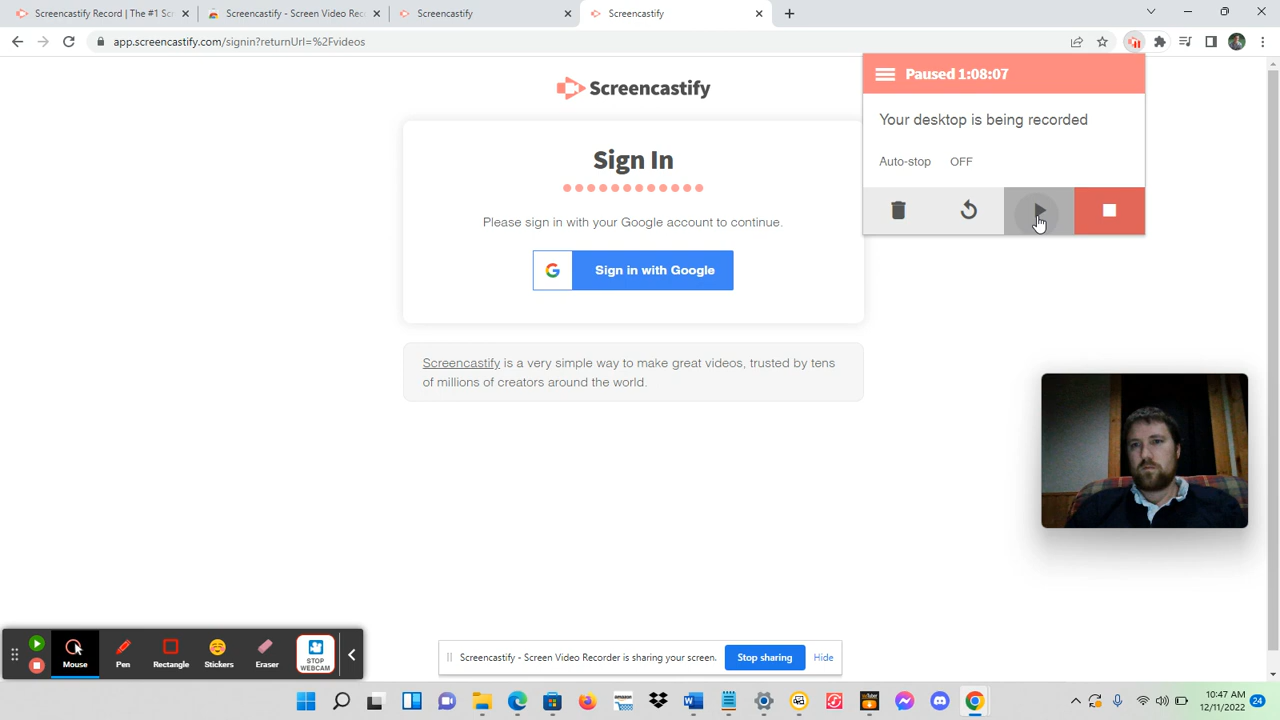 Screencastify Record | The #1 Scr
Screencastify - Screen Video Rec
Screencastify
Screencastify
app.screencastify.com/signin?returnUrl=%2Fvideos
Paused 1:08:07
Your desktop is being recorded
Auto-stop OFF
Screencastify
Sign In
Please sign in with your Google account to continue.
G Sign in with Google
Screencastify is a very simple way to make great videos, trusted by tens
of millions of creators around the world.
Mouse
Pen
Rectangle
Stickers
Eraser
STOP
WEBCAM
Screencastify - Screen Video Recorder is sharing your screen.
Stop sharing
Hide
10:47 AM
12/11/2022
24